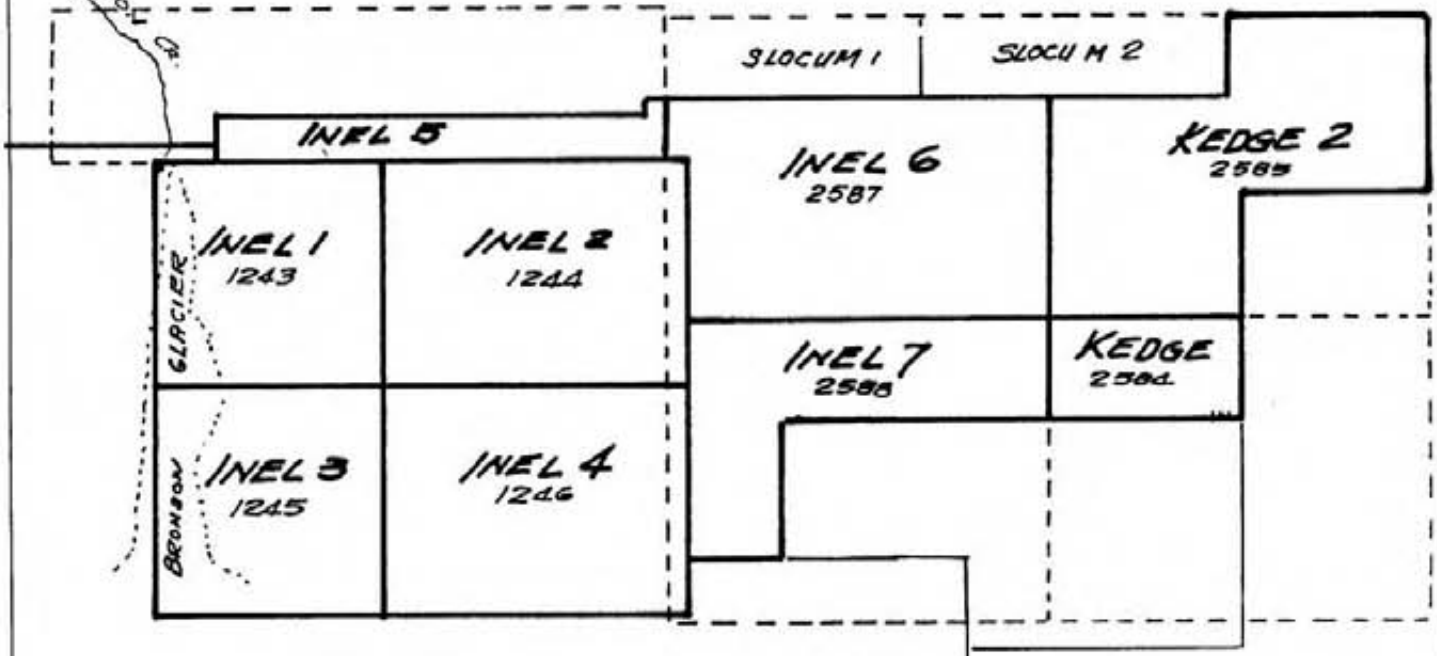 SLOCUM 1
SLOCUM 2
INEL 5
INEL 6
2587
KEDGE 2
2585
INEL 1
1243
INEL 2
1244
GLACIER
INEL 7
2588
KEDGE
2584
INEL 3
1245
INEL 4
1246
BRONSON